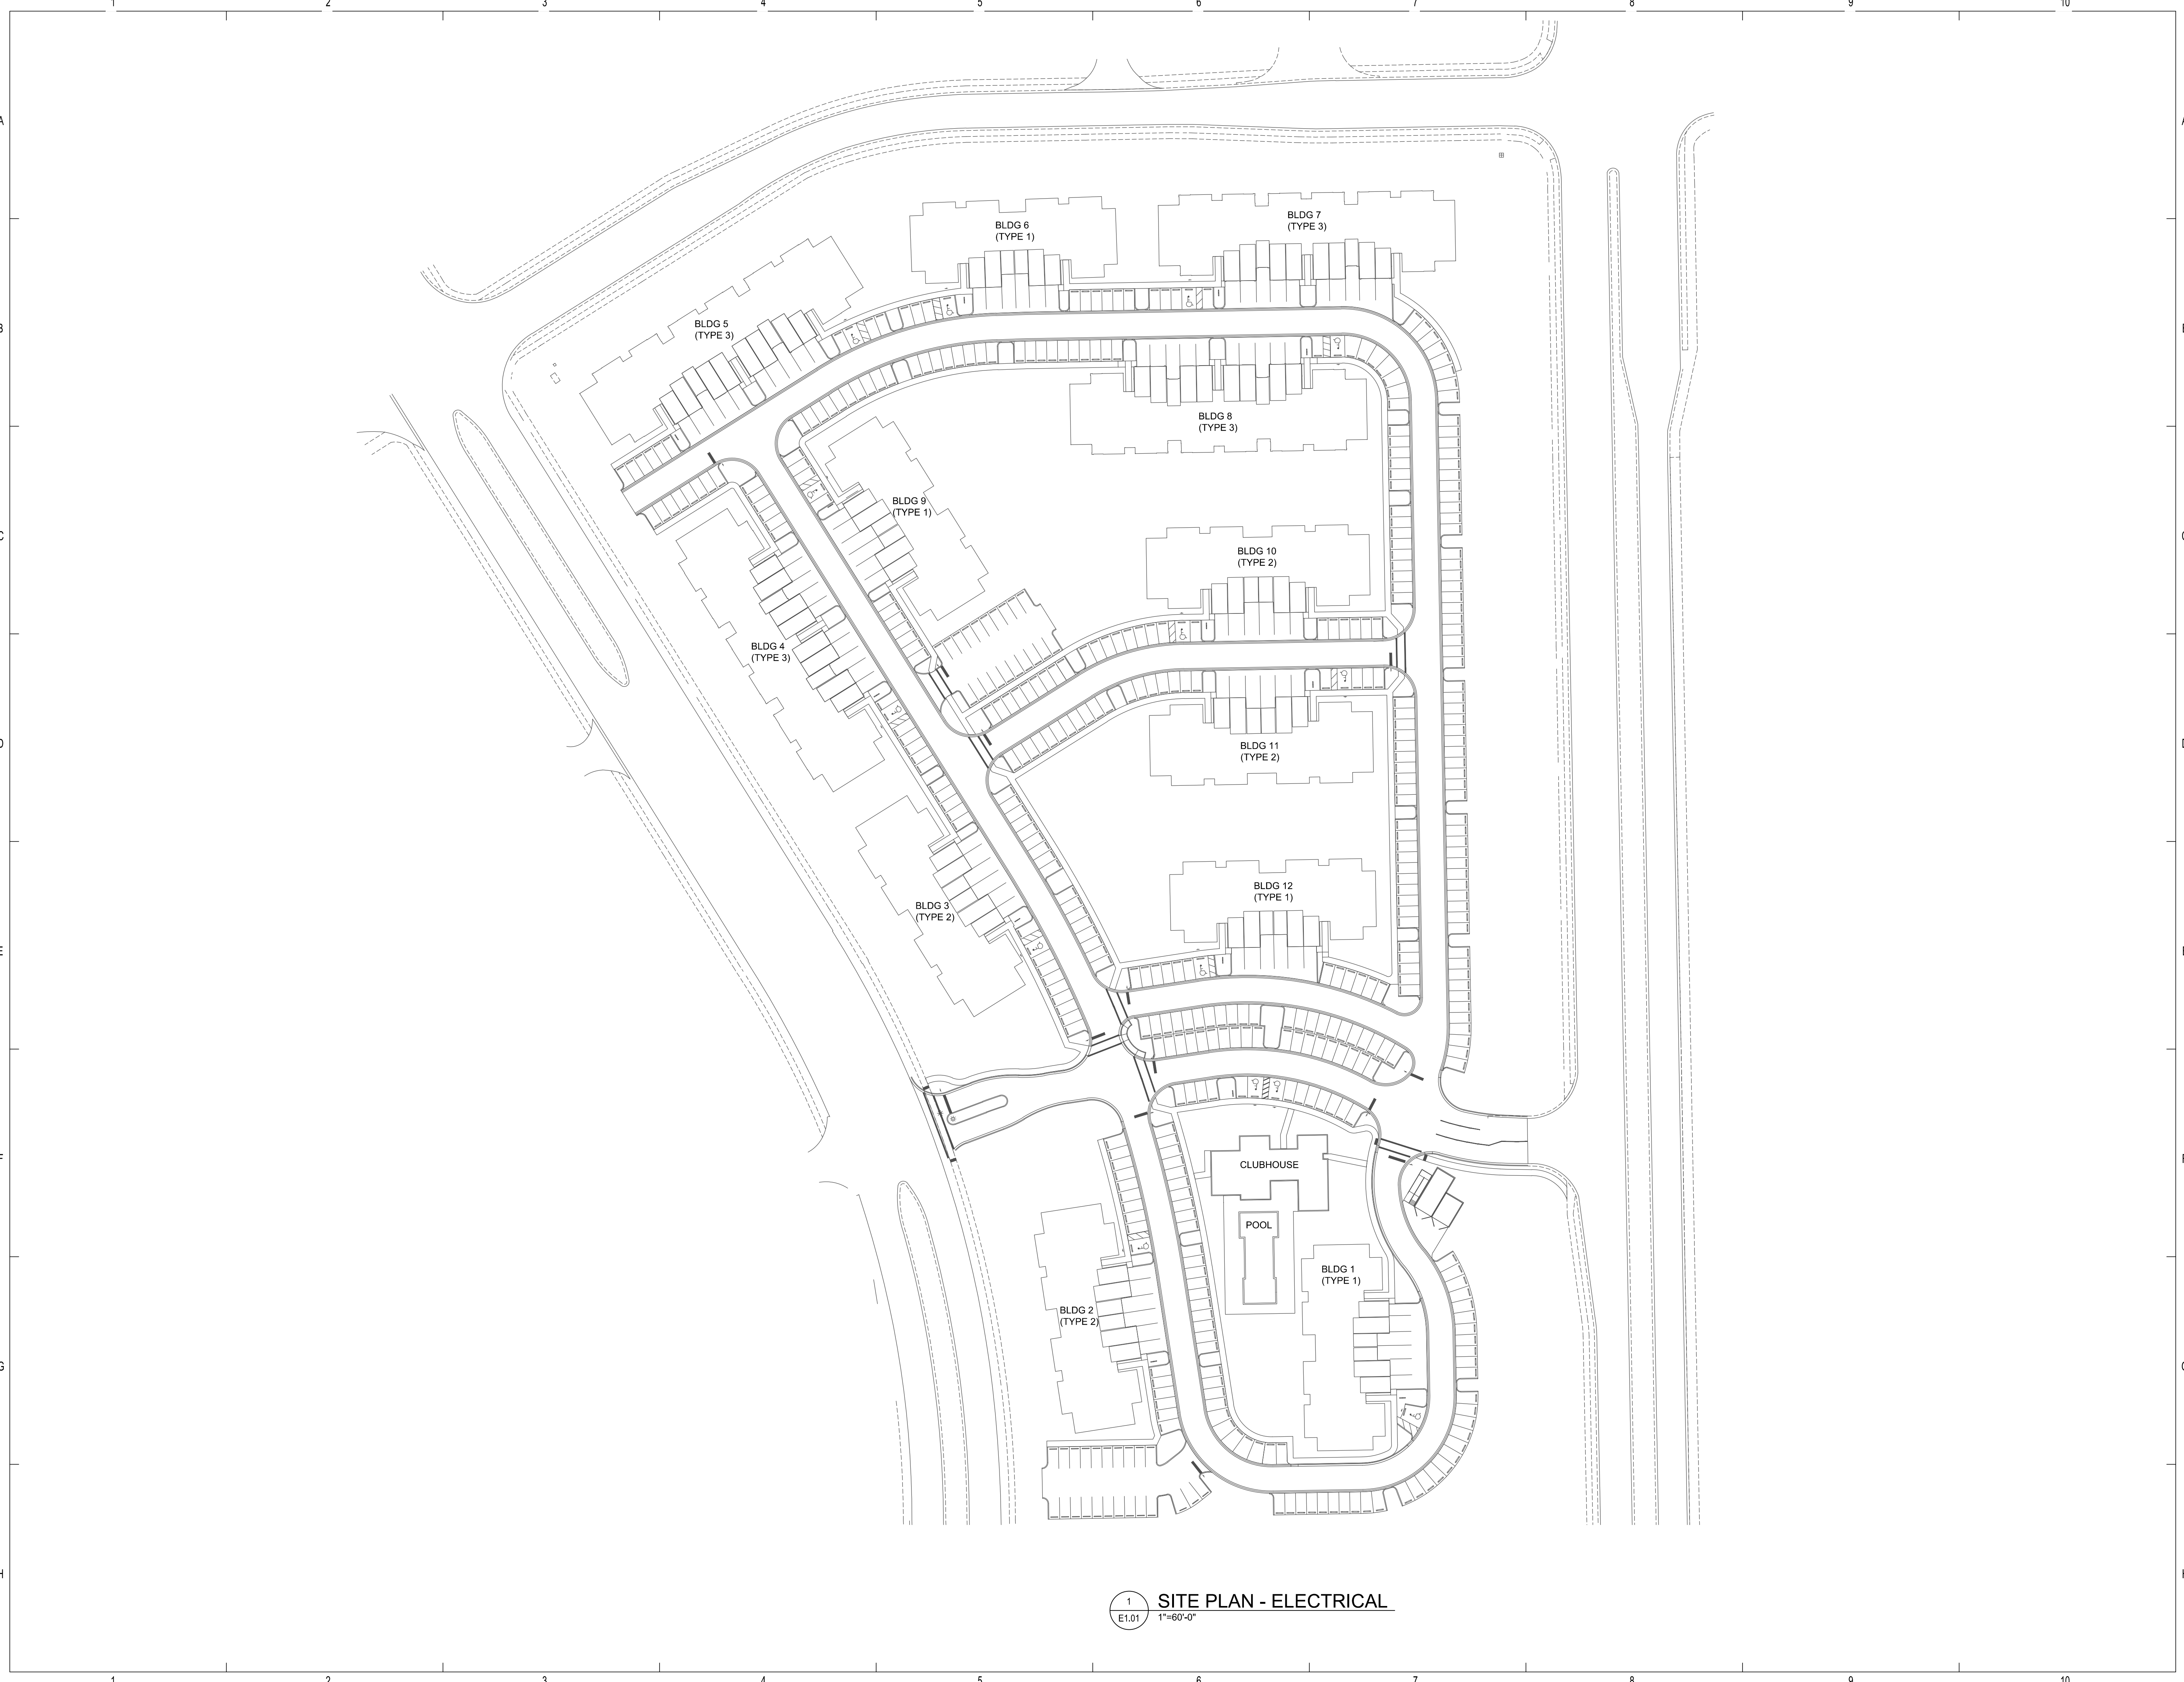 1 2 3 4 5 6 7 8 9 10
A A
BLDG 6
(TYPE 1)
BLDG 7
(TYPE 3)
BLDG 5
(TYPE 3)
B
BLDG 8
(TYPE 3)
BLDG 9
(TYPE 1)
C
BLDG 10
(TYPE 2)
BLDG 4
(TYPE 3)
D
BLDG 11
(TYPE 2)
BLDG 12
(TYPE 1)
BLDG 3
(TYPE 2)
E
F
CLUBHOUSE
POOL
BLDG 1
(TYPE 1)
BLDG 2
(TYPE 2)
G
H
1
E1.01
SITE PLAN - ELECTRICAL
1"=60'-0"
1 2 3 4 5 6 7 8 9 10